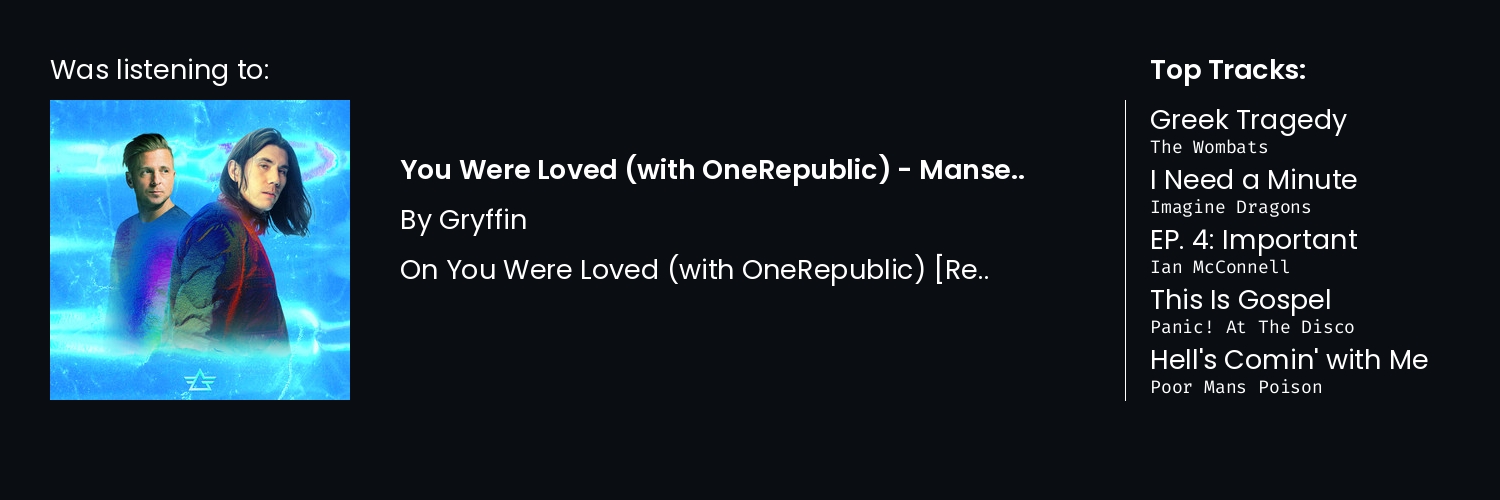 Was listening to:
You Were Loved (with OneRepublic) - Manse..
By Gryffin
On You Were Loved (with OneRepublic) [Re..
Top Tracks:
Greek Tragedy
The Wombats
I Need a Minute
Imagine Dragons
EP. 4: Important
Ian McConnell
This Is Gospel
Panic! At The Disco
Hell's Comin' with Me
Poor Mans Poison